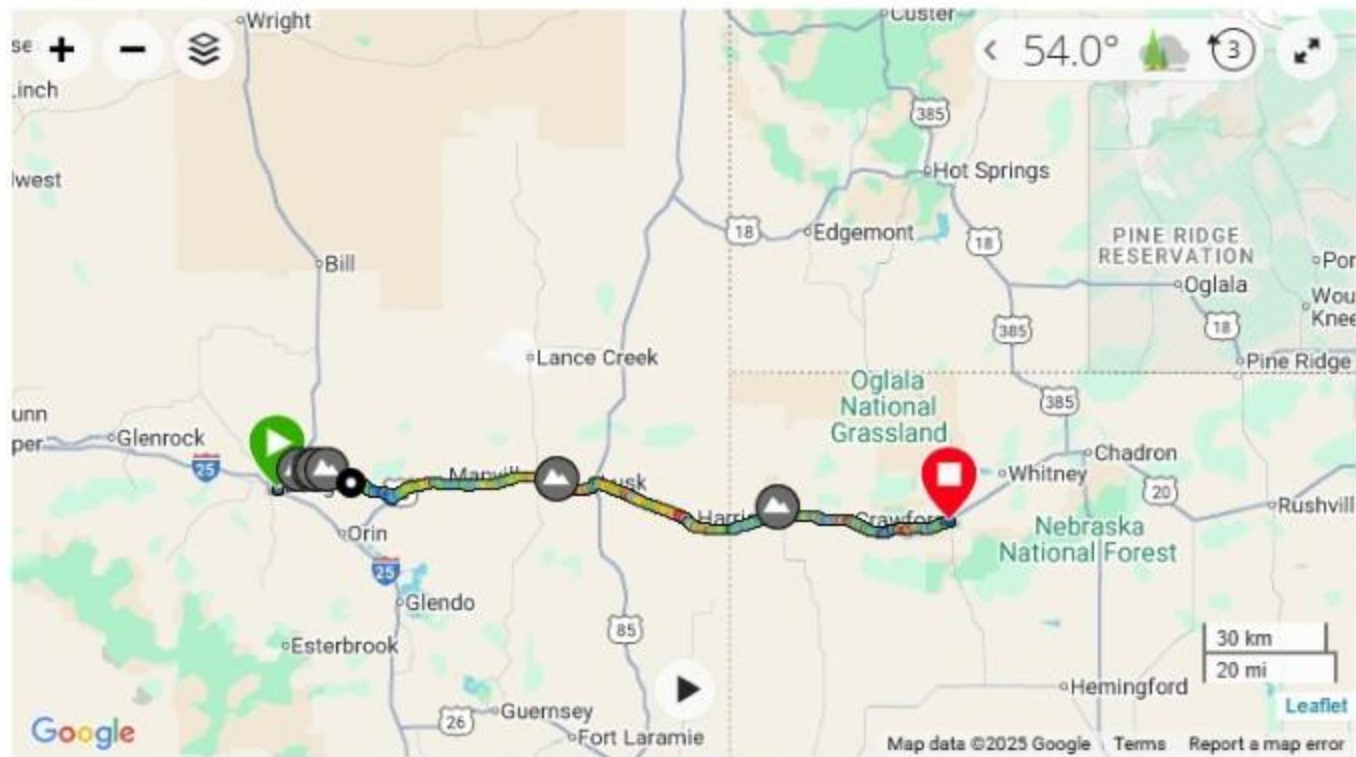 Wright
Custer
+
−
54.0°
3
385
Hot Springs
18
Edgemont
18
PINE RIDGE
RESERVATION
Bill
Oglala
385
18
Lance Creek
Pine Ridge
Oglala
National
Grassland
385
Glenrock
25
Chadron
Whitney
20
Orin
Nebraska
National Forest
25
Glendo
85
30 km
20 mi
Esterbrook
Hemingford
Leaflet
26
Guernsey
Fort Laramie
Google
Map data ©2025 Google
Terms
Report a map error